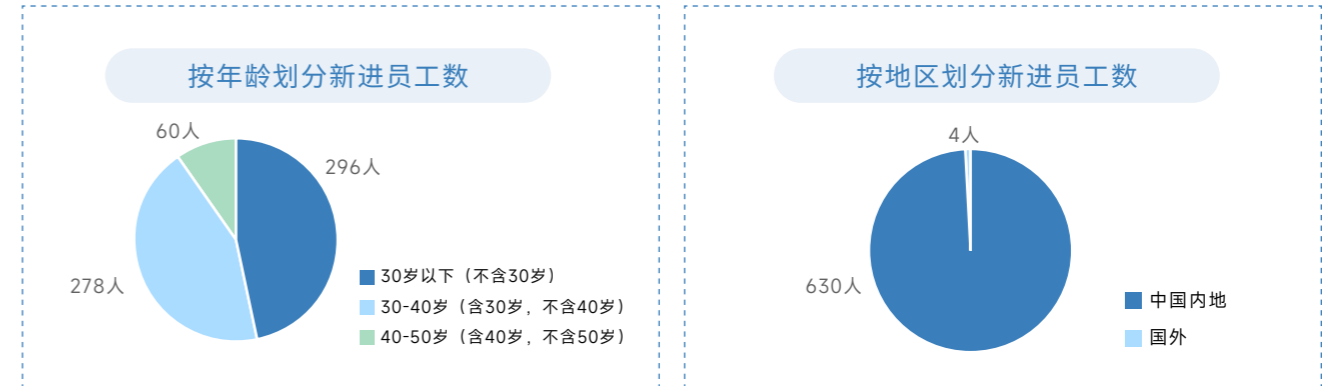 按年龄划分新进员工数
60人
296人
278人
30岁以下（不含30岁）
30-40岁（含30岁，不含40岁）
40-50岁（含40岁，不含50岁）
按地区划分新进员工数
4人
630人
中国内地
国外